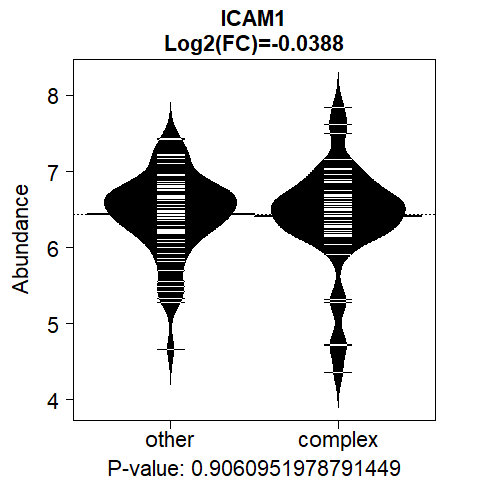 ICAM1
Log2(FC)=-0.0388
Abundance
8
7
6
5
4
other complex
P-value: 0.9060951978791449